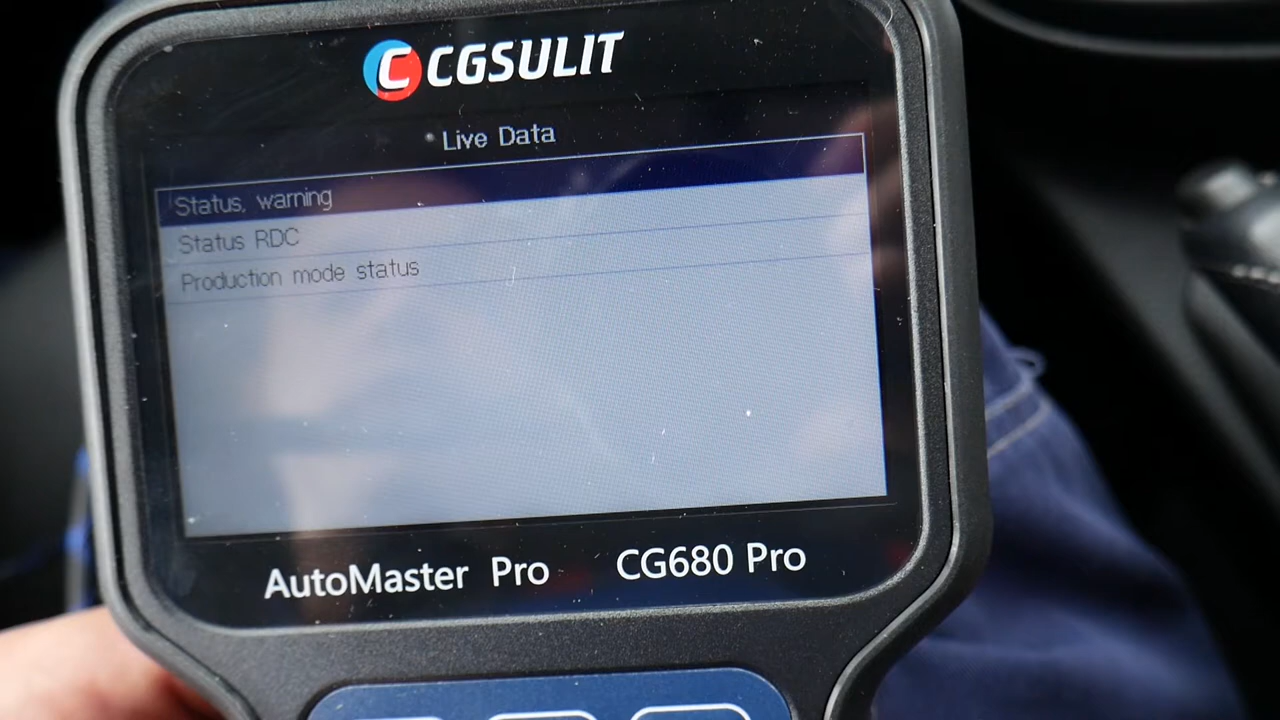 C CGSULIT
Live Data
Status, warning
Status RDC
Production mode status
AutoMaster Pro CG680 Pro